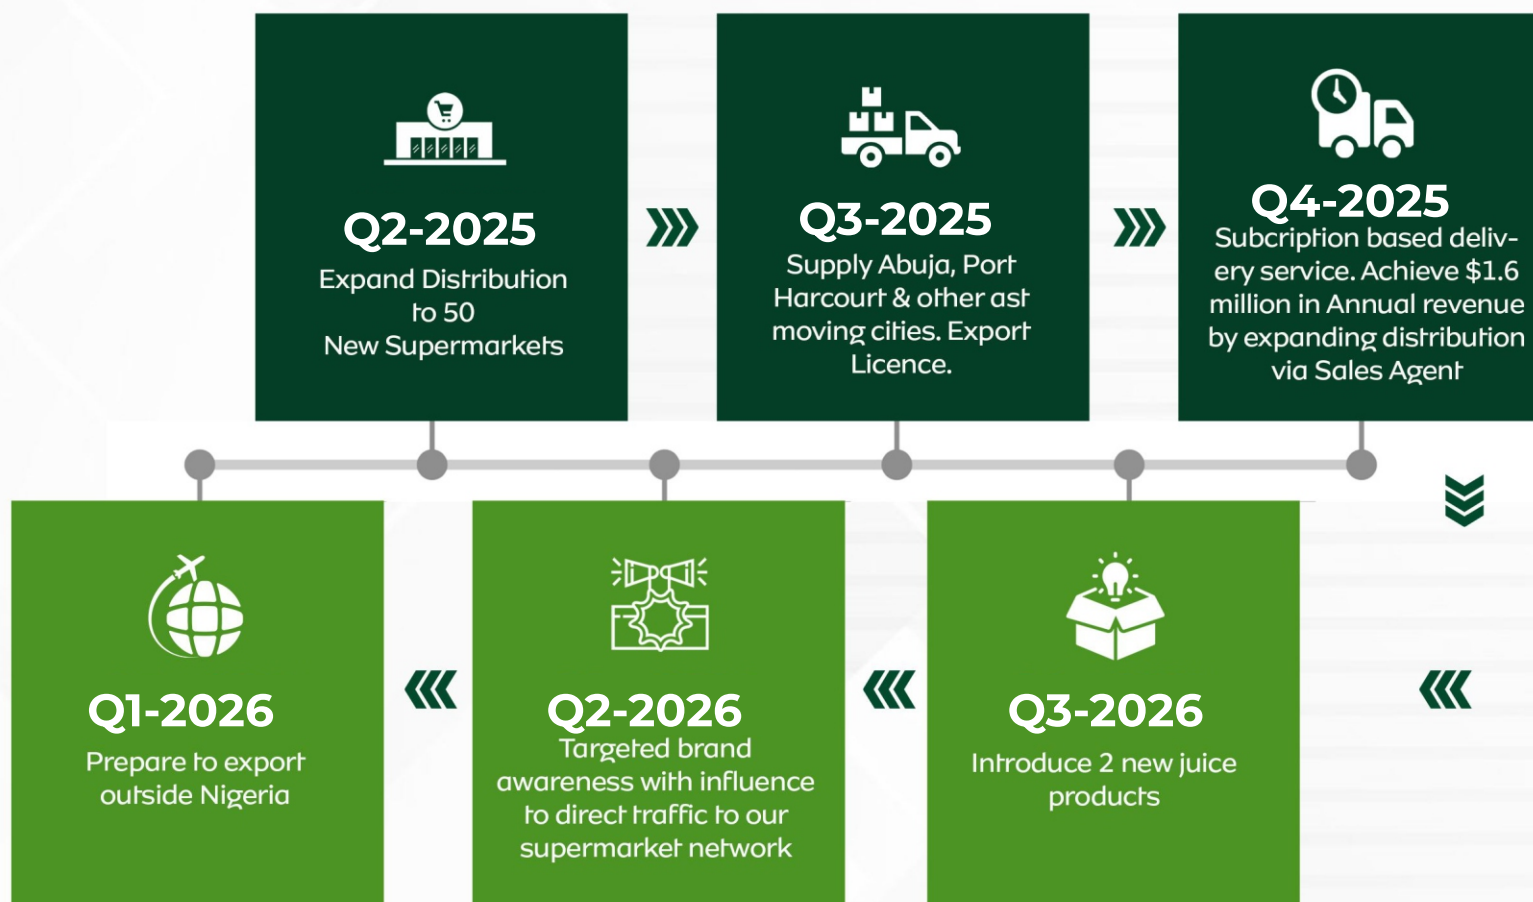 Q2-2025
Expand Distribution
to 50
New Supermarkets
Q3-2025
Supply Abuja, Port
Harcourt & other ast
moving cities. Export
Licence.
Q4-2025
Subcription based deliv-
ery service. Achieve $1.6
million in Annual revenue
by expanding distribution
via Sales Agent
Q1-2026
Prepare to export
outside Nigeria
Q2-2026
Targeted brand
awareness with influence
to direct traffic to our
supermarket network
Q3-2026
Introduce 2 new juice
products